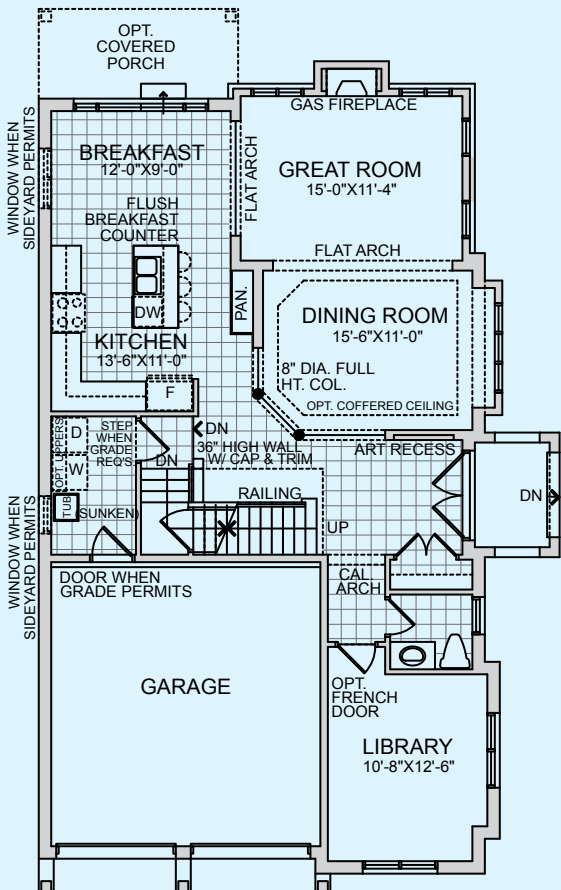 OPT.
COVERED
PORCH
GAS FIREPLACE
WINDOW WHEN
SIDEYARD PERMITS
BREAKFAST
12'-0"X9'-0"
FLAT ARCH
GREAT ROOM
15'-0X11'-4"
FLUSH
BREAKFAST
COUNTER
FLAT ARCH
DW
PAN.
DINING ROOM
15'-6"X11'-0"
KITCHEN
13'-6"X11'-0"
8" DIA. FULL
HT. COL.
F
OPT. COFFERED CEILING
OPT. UPPERS
D
STEP
WHEN
GRADE
REQ'S.
DN
36" HIGH WALL
W/ CAP & TRIM
ART RECESS
W
DN
DN
RAILING
TUB
(SUNKEN)
UP
WINDOW WHEN
SIDEYARD PERMITS
DOOR WHEN
GRADE PERMITS
CAL.
ARCH
GARAGE
OPT.
FRENCH
DOOR
LIBRARY
10'-8"X12'-6"